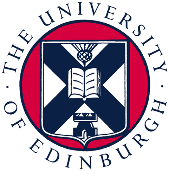 · THE UNIVERSITY ·
OF EDINBURGH